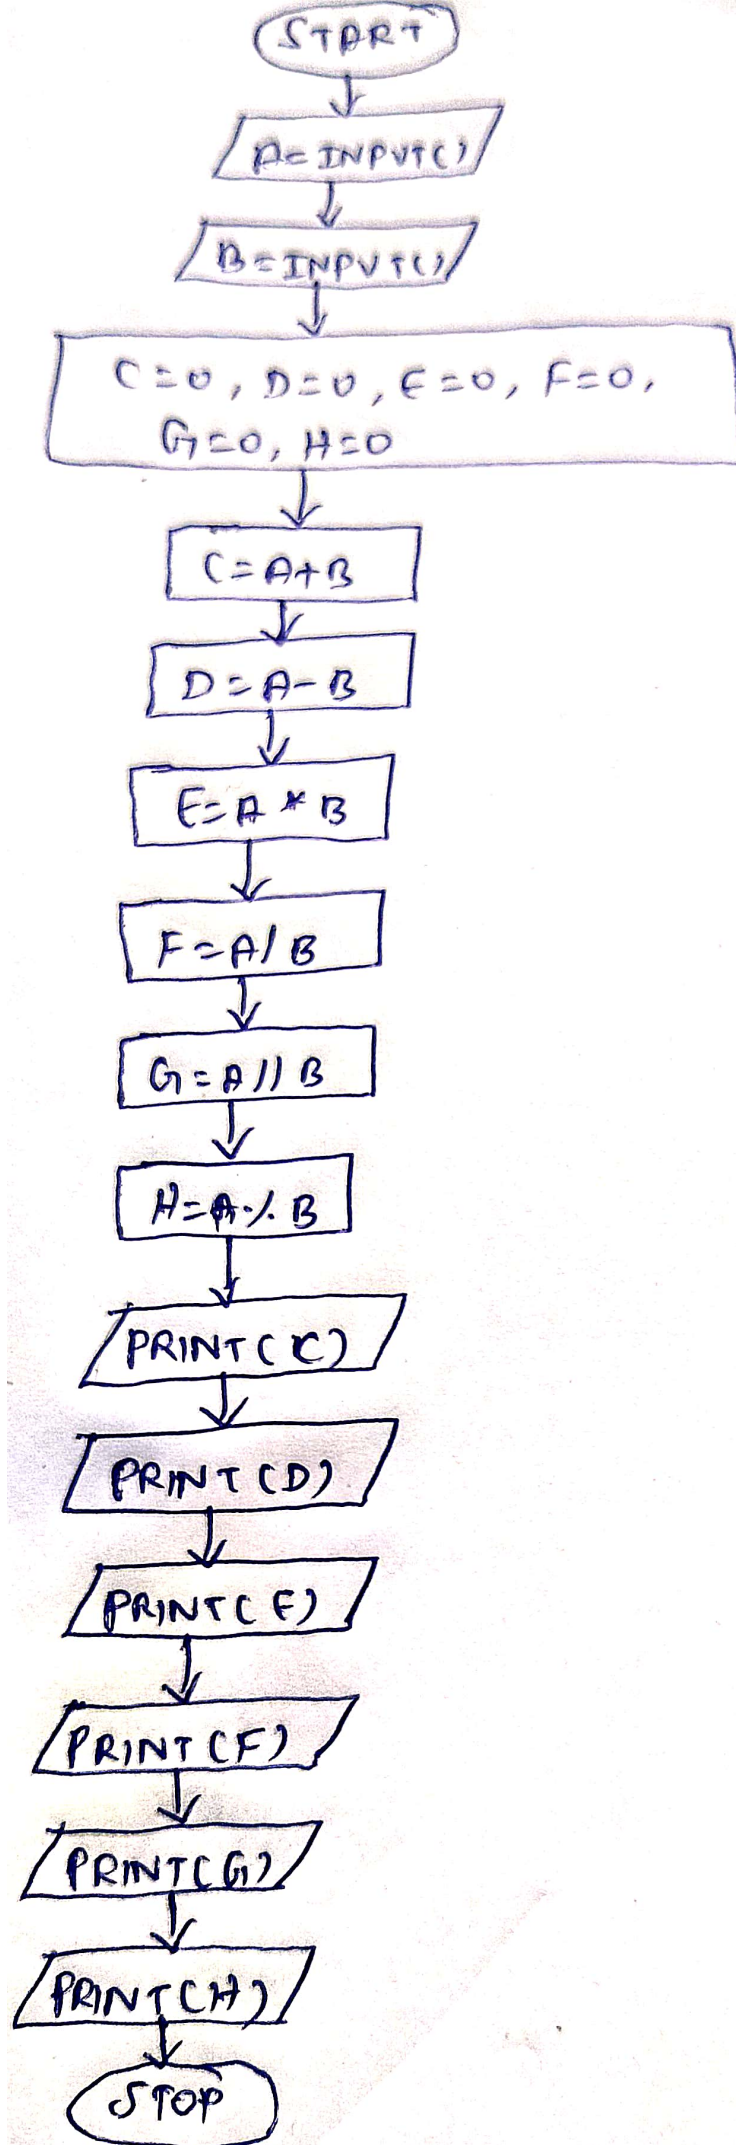 START
A=INPUT()
B=INPUT()
C=0, D=0, E=0, F=0,
G=0, H=0
C=A+B
D=A-B
E=A*B
F=A/B
G=A//B
H=A%B
PRINT(C)
PRINT(D)
PRINT(E)
PRINT(F)
PRINT(G)
PRINT(H)
STOP